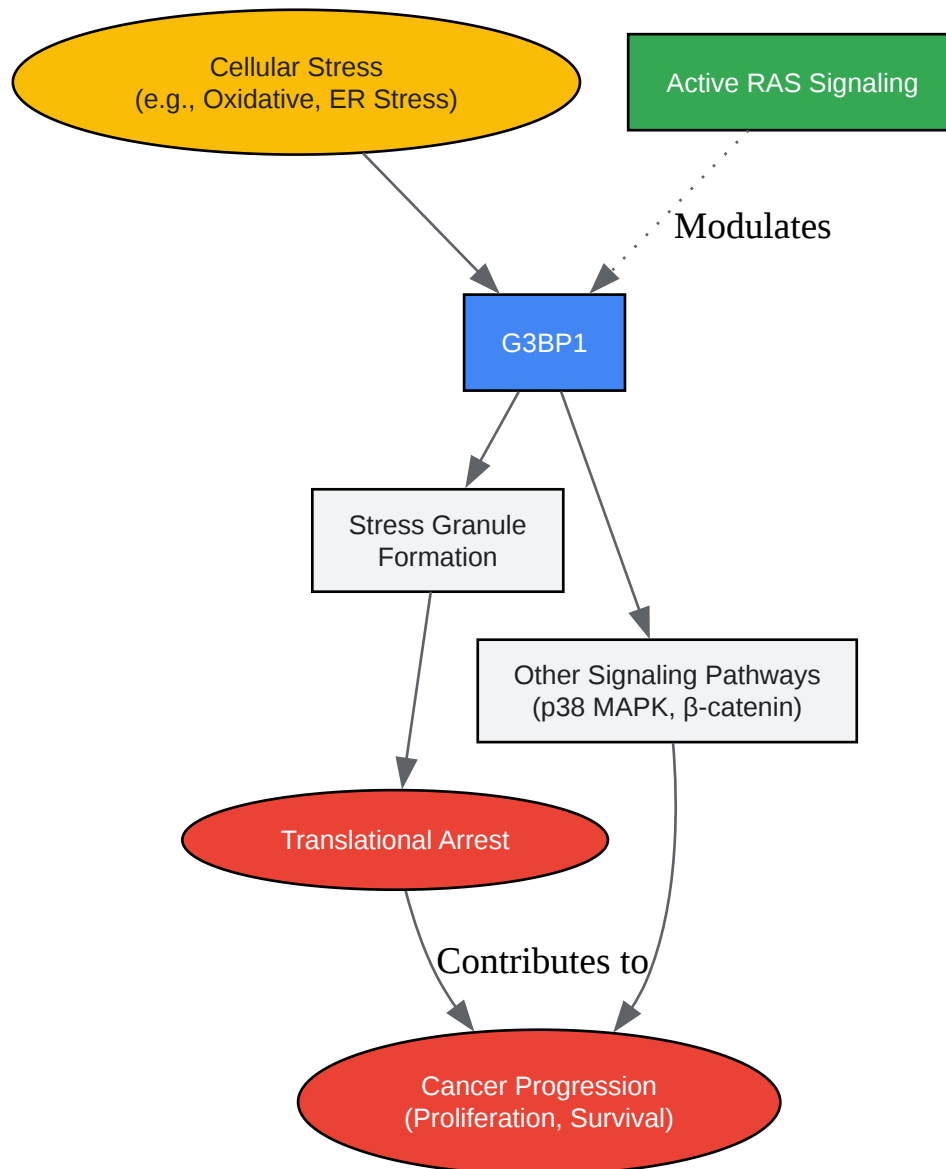 Cellular Stress
(e.g., Oxidative, ER Stress)
Active RAS Signaling
Modulates
G3BP1
Stress Granule
Formation
Other Signaling Pathways
(p38 MAPK, β-catenin)
Translational Arrest
Contributes to
Cancer Progression
(Proliferation, Survival)